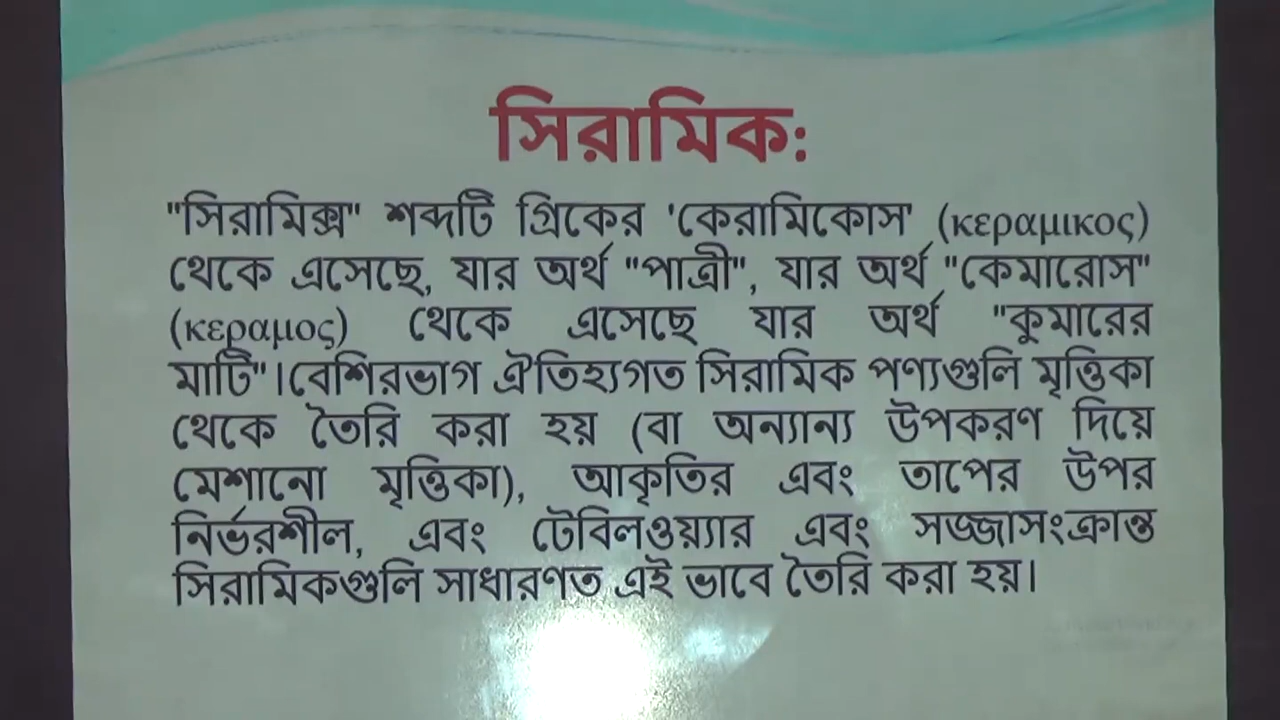 সিরামিক:
"সিরামিক্স" শব্দটি গ্রিকের 'কেরামিকোস' (κεραμικος)
থেকে এসেছে, যার অর্থ "পাত্রী", যার অর্থ "কেমারোস"
(κεραμος) থেকে এসেছে যার অর্থ "কুমারের
মাটি"।বেশিরভাগ ঐতিহ্যগত সিরামিক পণ্যগুলি মৃত্তিকা
থেকে তৈরি করা হয় (বা অন্যান্য উপকরণ দিয়ে
মেশানো মৃত্তিকা), আকৃতির এবং তাপের উপর
নির্ভরশীল, এবং টেবিলওয়্যার এবং সজ্জাসংক্রান্ত
সিরামিকগুলি সাধারণত এই ভাবে তৈরি করা হয়।